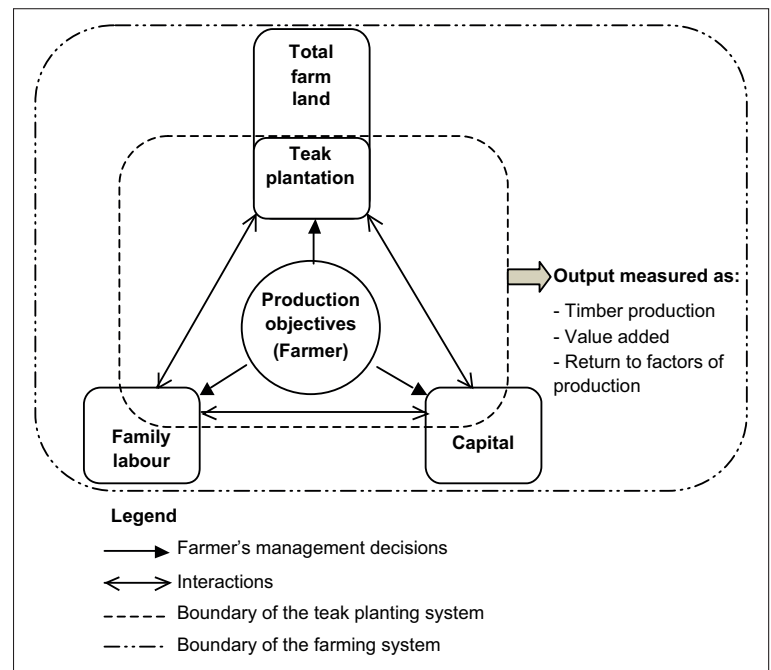 Total
farm
land
Teak
plantation
Production
objectives
(Farmer)
Output measured as:
- Timber production
- Value added
- Return to factors of
production
Family
labour
Capital
Legend
Farmer's management decisions
Interactions
Boundary of the teak planting system
Boundary of the farming system